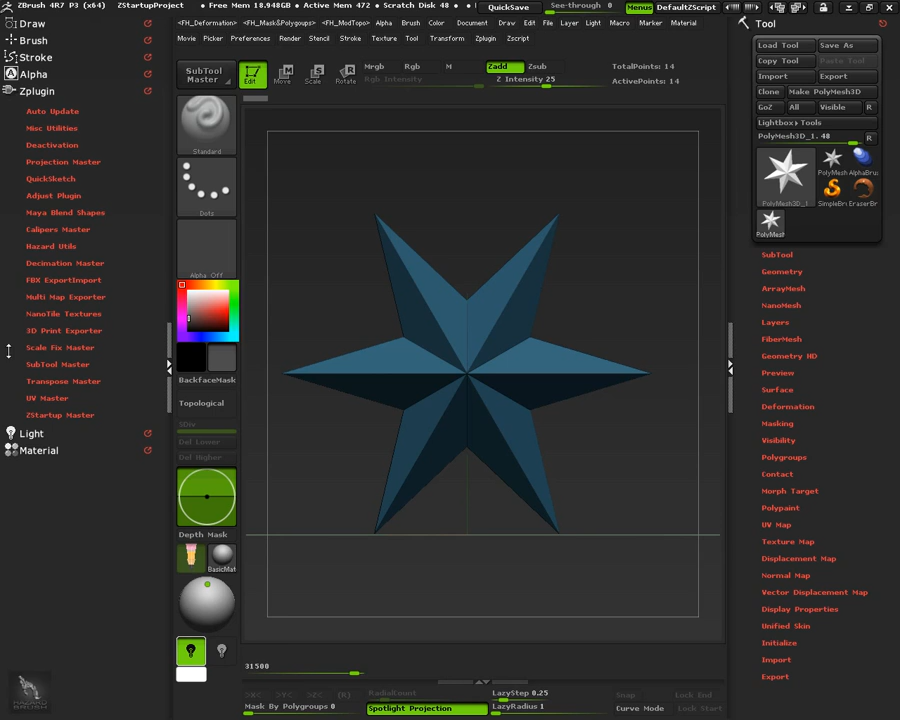 ZBrush 4R7 P3 (x64) ZStartupProject • Free Mem 18.948GB • Active Mem 472 • Scratch Disk 48 • QuickSave See-through 0 Menus DefaultZScript
Draw
Brush
Stroke
Alpha
Zplugin
Auto Update
Misc Utilities
Deactivation
Projection Master
QuickSketch
Adjust Plugin
Maya Blend Shapes
Calipers Master
Hazard Utils
Decimation Master
FBX ExportImport
Multi Map Exporter
NanoTile Textures
3D Print Exporter
Scale Fix Master
SubTool Master
Transpose Master
UV Master
ZStartup Master
Light
Material
<FH_Deformation> <FH_Mask&Polygoups> <FH_ModTopo> Alpha Brush Color Document Draw Edit File Layer Light Macro Marker Material
Movie Picker Preferences Render Stencil Stroke Texture Tool Transform Zplugin Zscript
SubTool Master
Edit Move Scale Rotate
Mrgb Rgb M Zadd Zsub
Rgb Intensity Z Intensity 25
TotalPoints: 14
ActivePoints: 14
Standard
Dots
Alpha Off
BackfaceMask
Topological
SDiv
Del Lower
Del Higher
Depth Mask
BasicMat
31500
>X< >Y< >Z< (R) RadialCount LazyStep 0.25 Snap Lock End
Mask By Polygroups 0 Spotlight Projection LazyRadius 1 Curve Mode Lock Start
Tool
Load Tool Save As
Copy Tool Paste Tool
Import Export
Clone Make PolyMesh3D
GoZ All Visible R
Lightbox▸Tools
PolyMesh3D_1. 48 R
PolyMesh3D_1 PolyMesh AlphaBru
SimpleBr EraserBr
PolyMesh
SubTool
Geometry
ArrayMesh
NanoMesh
Layers
FiberMesh
Geometry HD
Preview
Surface
Deformation
Masking
Visibility
Polygroups
Contact
Morph Target
Polypaint
UV Map
Texture Map
Displacement Map
Normal Map
Vector Displacement Map
Display Properties
Unified Skin
Initialize
Import
Export